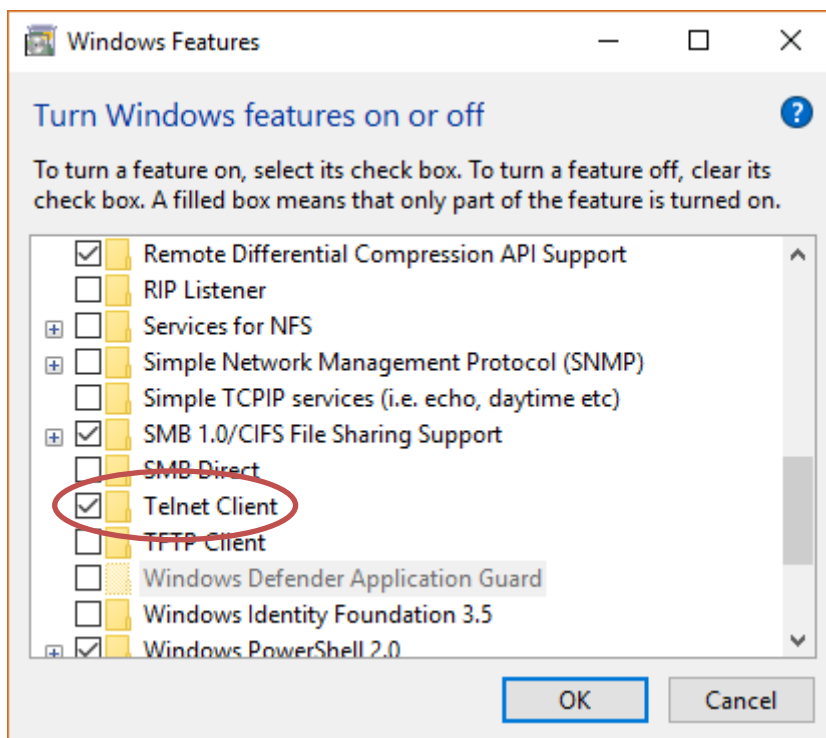 Windows Features
Turn Windows features on or off
To turn a feature on, select its check box. To turn a feature off, clear its
check box. A filled box means that only part of the feature is turned on.
Remote Differential Compression API Support
RIP Listener
Services for NFS
Simple Network Management Protocol (SNMP)
Simple TCPIP services (i.e. echo, daytime etc)
SMB 1.0/CIFS File Sharing Support
SMB Direct
Telnet Client
TFTP Client
Windows Defender Application Guard
Windows Identity Foundation 3.5
Windows PowerShell 2.0
OK Cancel